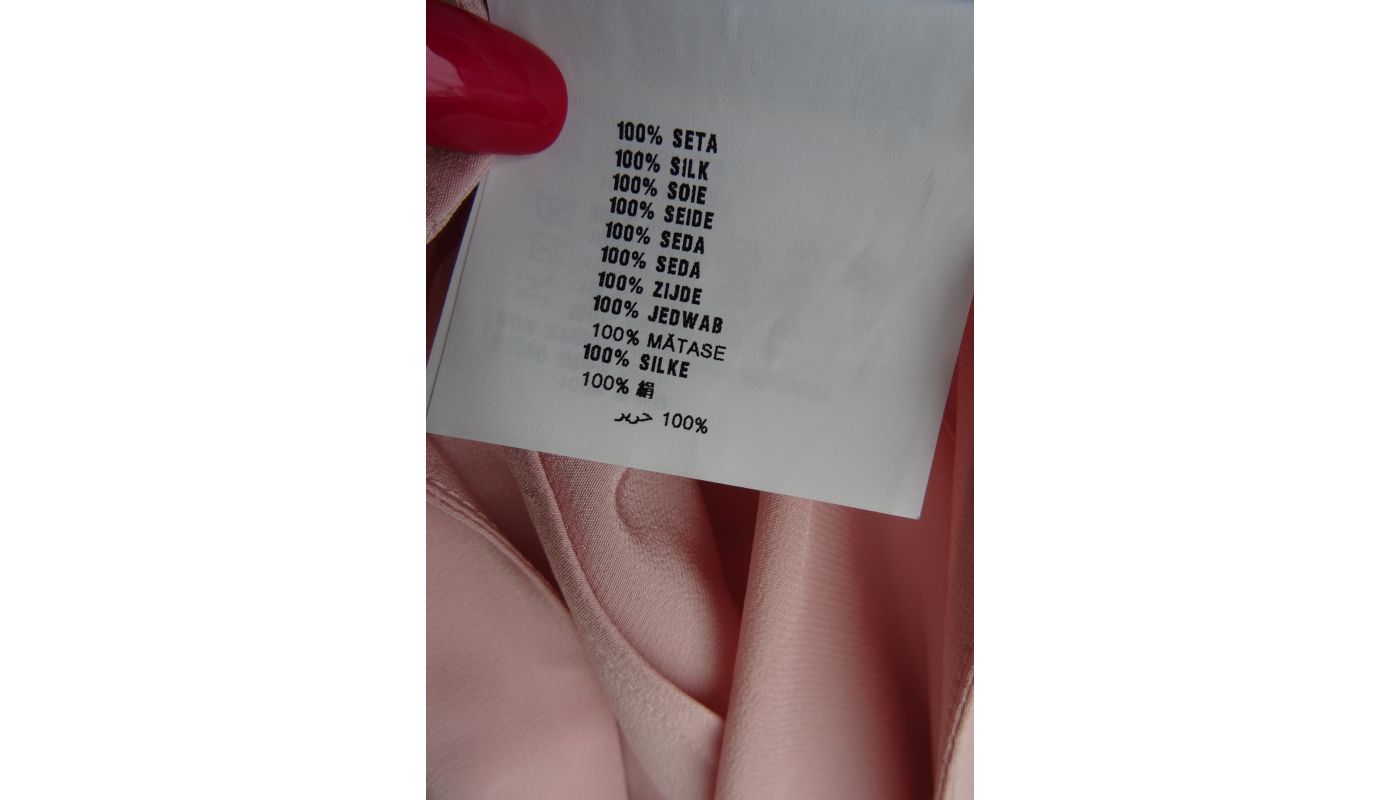 100% SETA
100% SILK
100% SOIE
100% SEIDE
100% SEDA
100% SEDA
100% ZIJDE
100% JEDWAB
100% MĂTASE
100% SILKE
100% 絹
100% حرير